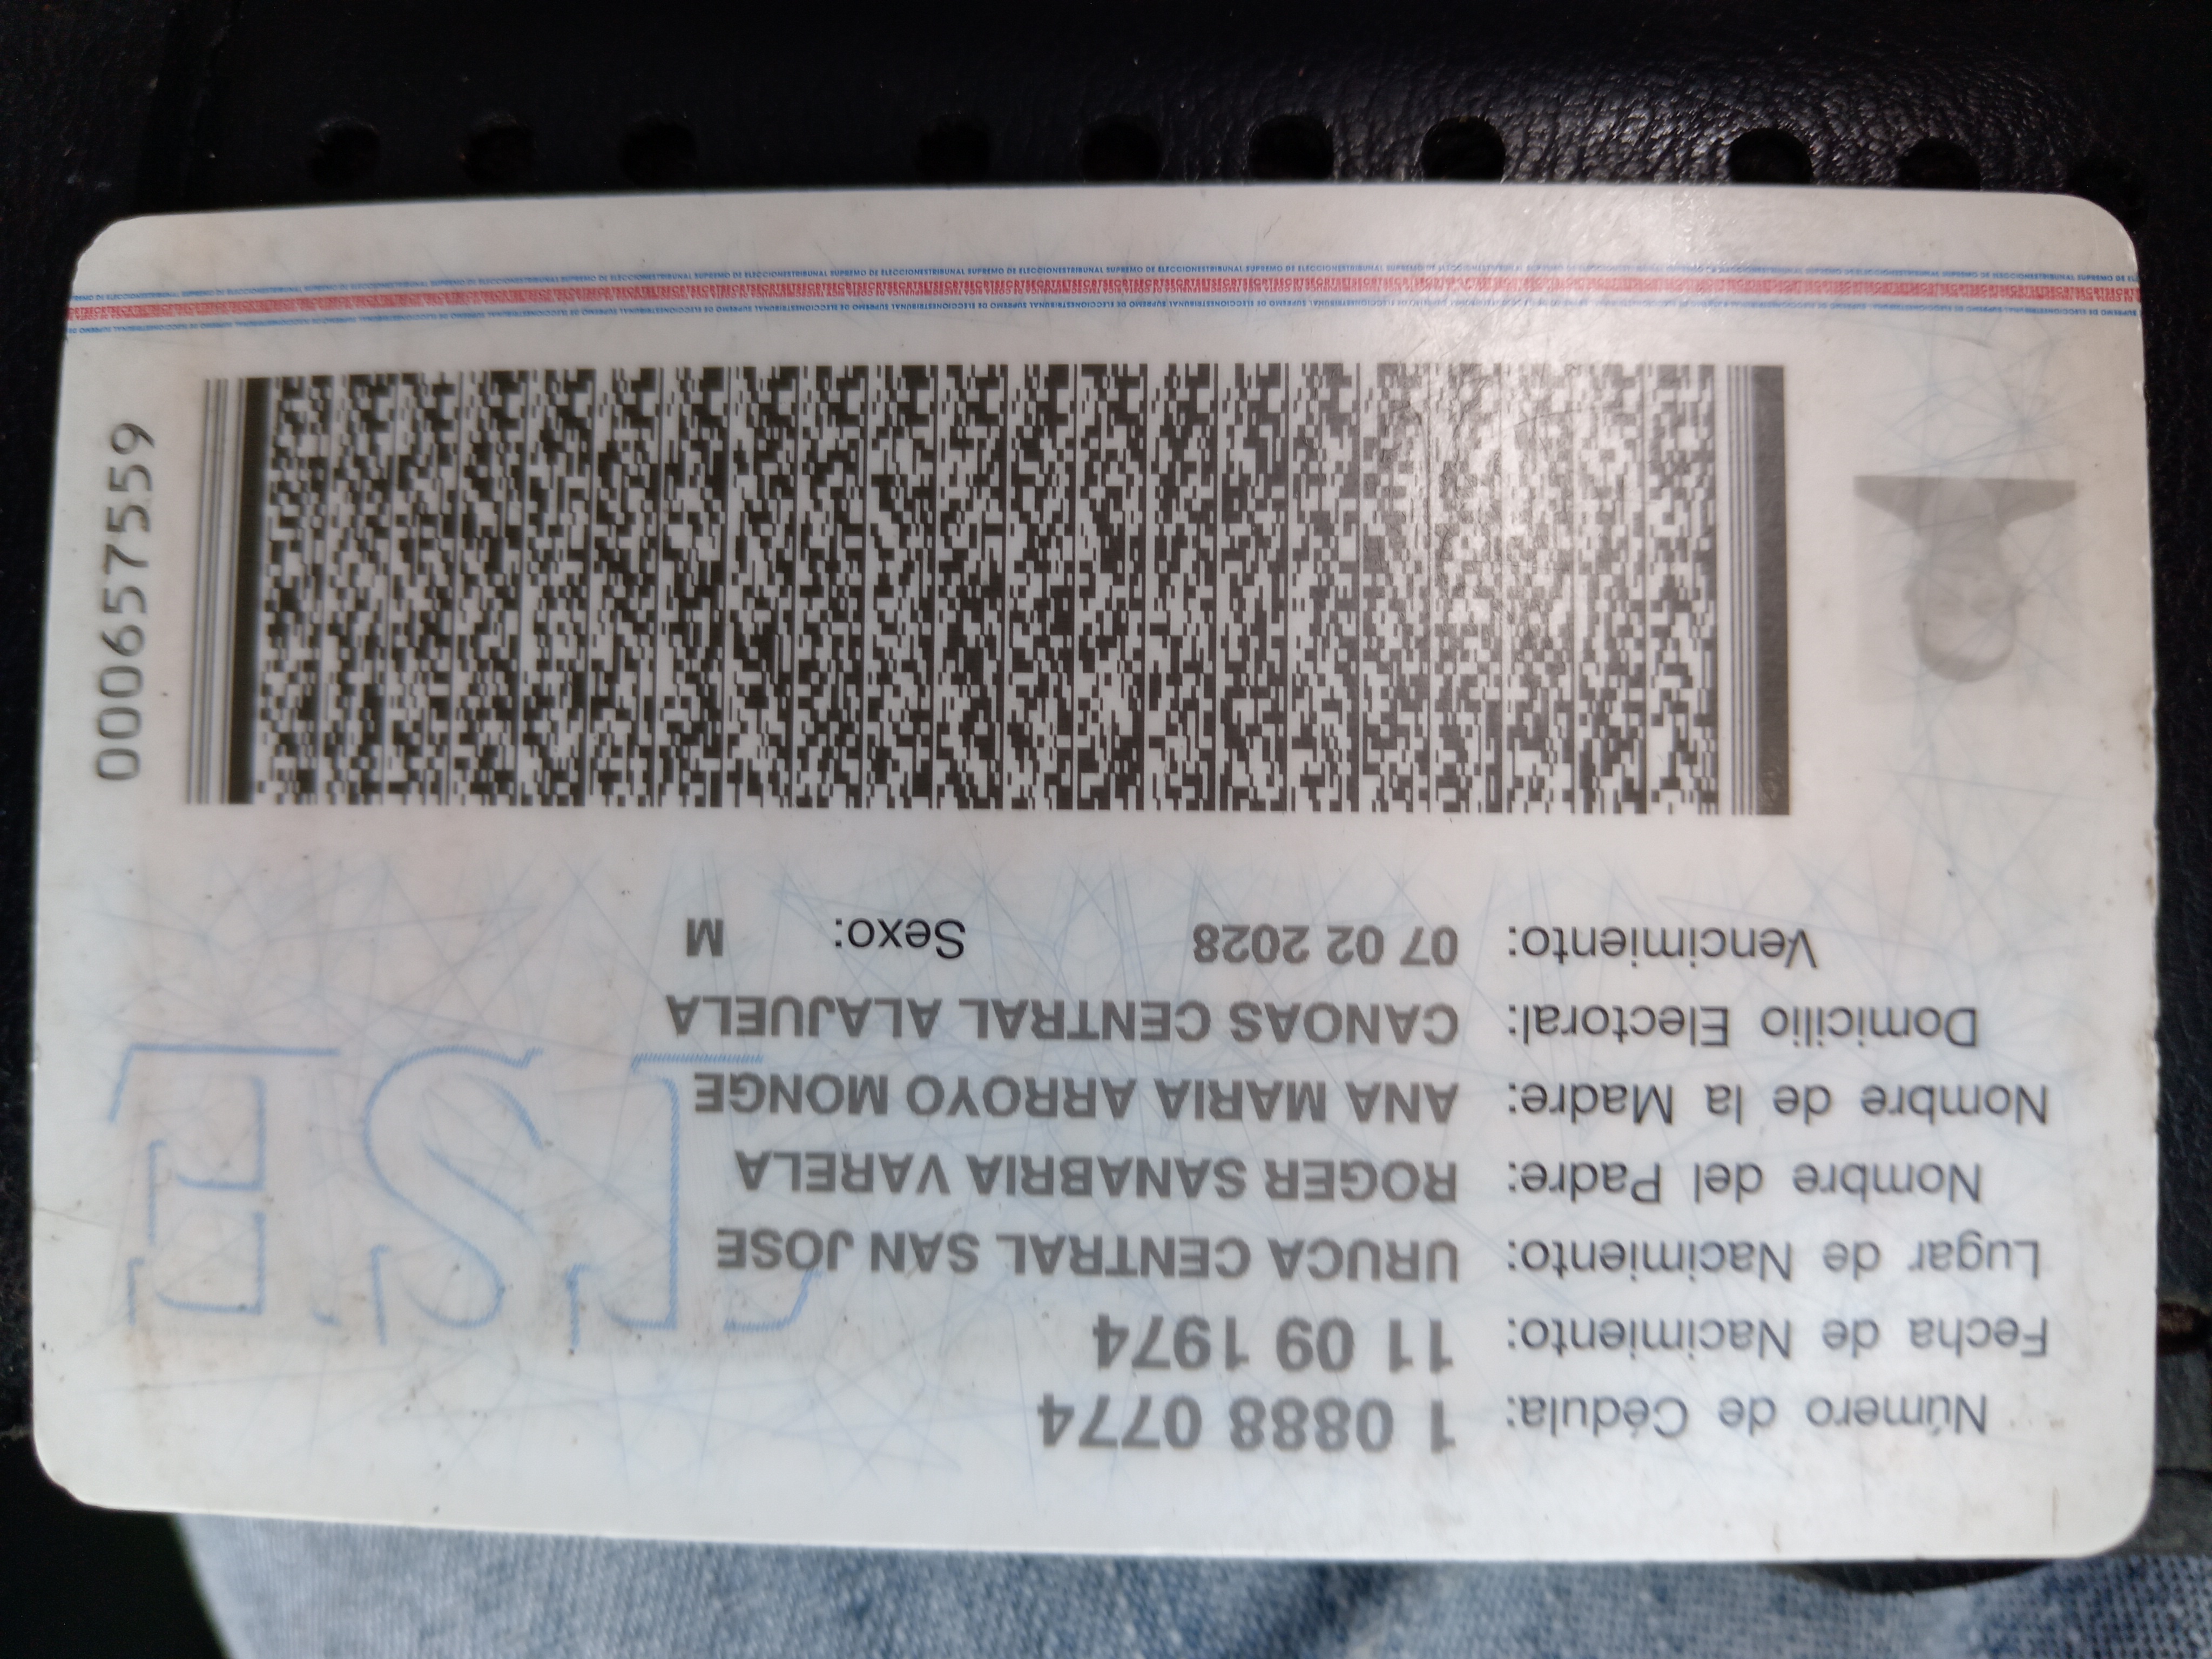 Número de Cédula: 1 0888 0774
Fecha de Nacimiento: 11 09 1974
Lugar de Nacimiento: URUCA CENTRAL SAN JOSE
Nombre del Padre: ROGER SANABRIA VARELA
Nombre de la Madre: ANA MARIA ARROYO MONGE
Domicilio Electoral: CANOAS CENTRAL ALAJUELA
Vencimiento: 07 02 2028 Sexo: M
TSE
000657559